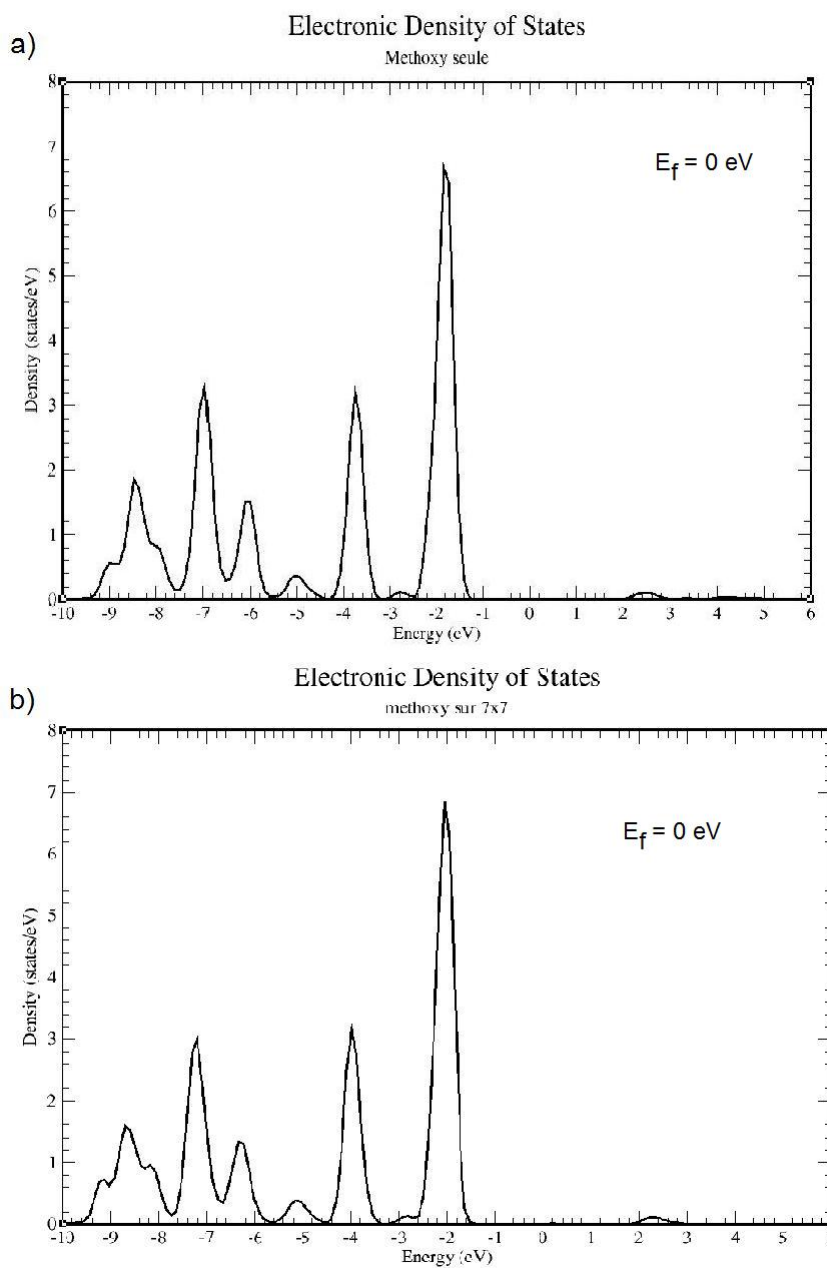 a)
Electronic Density of States
Methoxy seule
E_f = 0 eV
8
7
6
5
4
3
2
1
0
Density (states/eV)
-10 -9 -8 -7 -6 -5 -4 -3 -2 -1 0 1 2 3 4 5 6
Energy (eV)
b)
Electronic Density of States
methoxy sur 7x7
E_f = 0 eV
8
7
6
5
4
3
2
1
0
Density (states/eV)
-10 -9 -8 -7 -6 -5 -4 -3 -2 -1 0 1 2 3 4 5
Energy (eV)